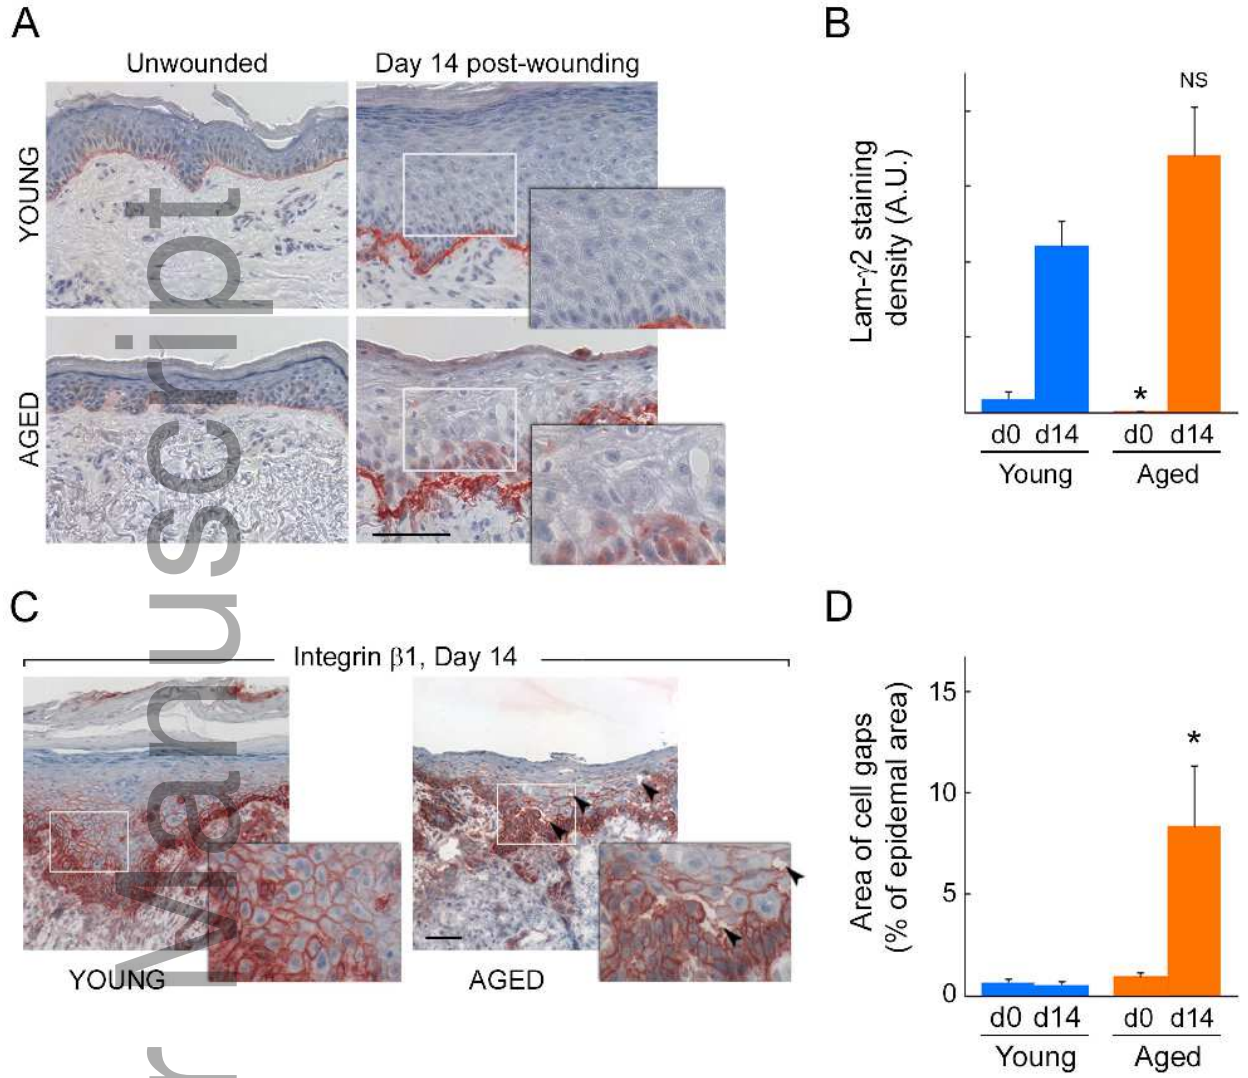 A
Unwounded
Day 14 post-wounding
YOUNG
AGED
B
Lam-γ2 staining
density (A.U.)
NS
*
d0 d14 d0 d14
Young Aged
C
Integrin β1, Day 14
YOUNG
AGED
D
Area of cell gaps
(% of epidemal area)
15
10
5
0
*
d0 d14 d0 d14
Young Aged
r Manuscript